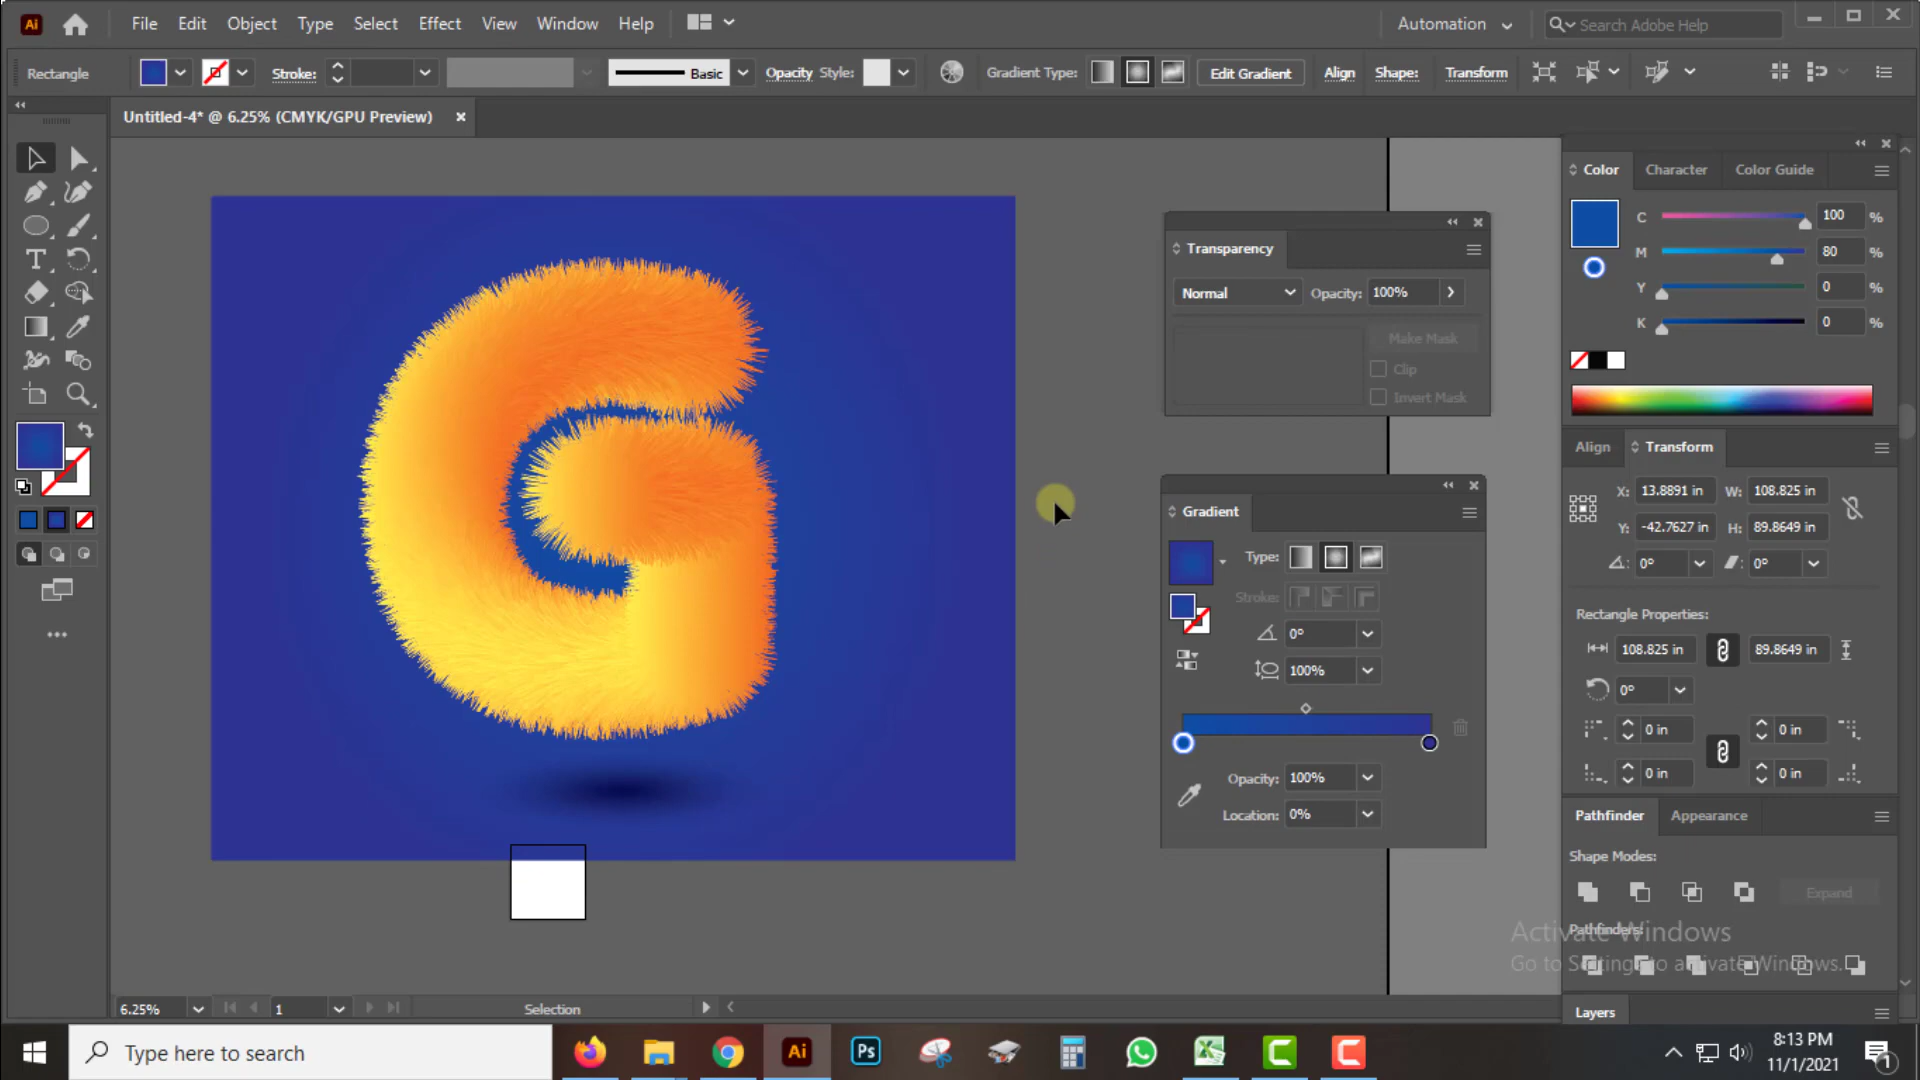 Ai File Edit Object Type Select Effect View Window Help Automation Search Adobe Help
Rectangle Stroke: Basic Opacity Style: Gradient Type: Edit Gradient Align Shape: Transform
Untitled-4* @ 6.25% (CMYK/GPU Preview)
Color Character Color Guide
C 100 %
M 80 %
Y 0 %
K 0 %
Transparency
Normal Opacity: 100%
Make Mask
Clip
Invert Mask
Align Transform
X: 13.8891 in W: 108.825 in
Y: -42.7627 in H: 89.8649 in
0° 0°
Rectangle Properties:
108.825 in 89.8649 in
0°
0 in 0 in
0 in 0 in
Gradient
Type:
Stroke:
0°
100%
Opacity: 100%
Location: 0%
G
Pathfinder Appearance
Shape Modes:
Expand
Pathfinders:
Activate Windows
Go to Settings to activate Windows.
Layers
6.25% 1 Selection
Type here to search
Ai Ps
8:13 PM
11/1/2021
1